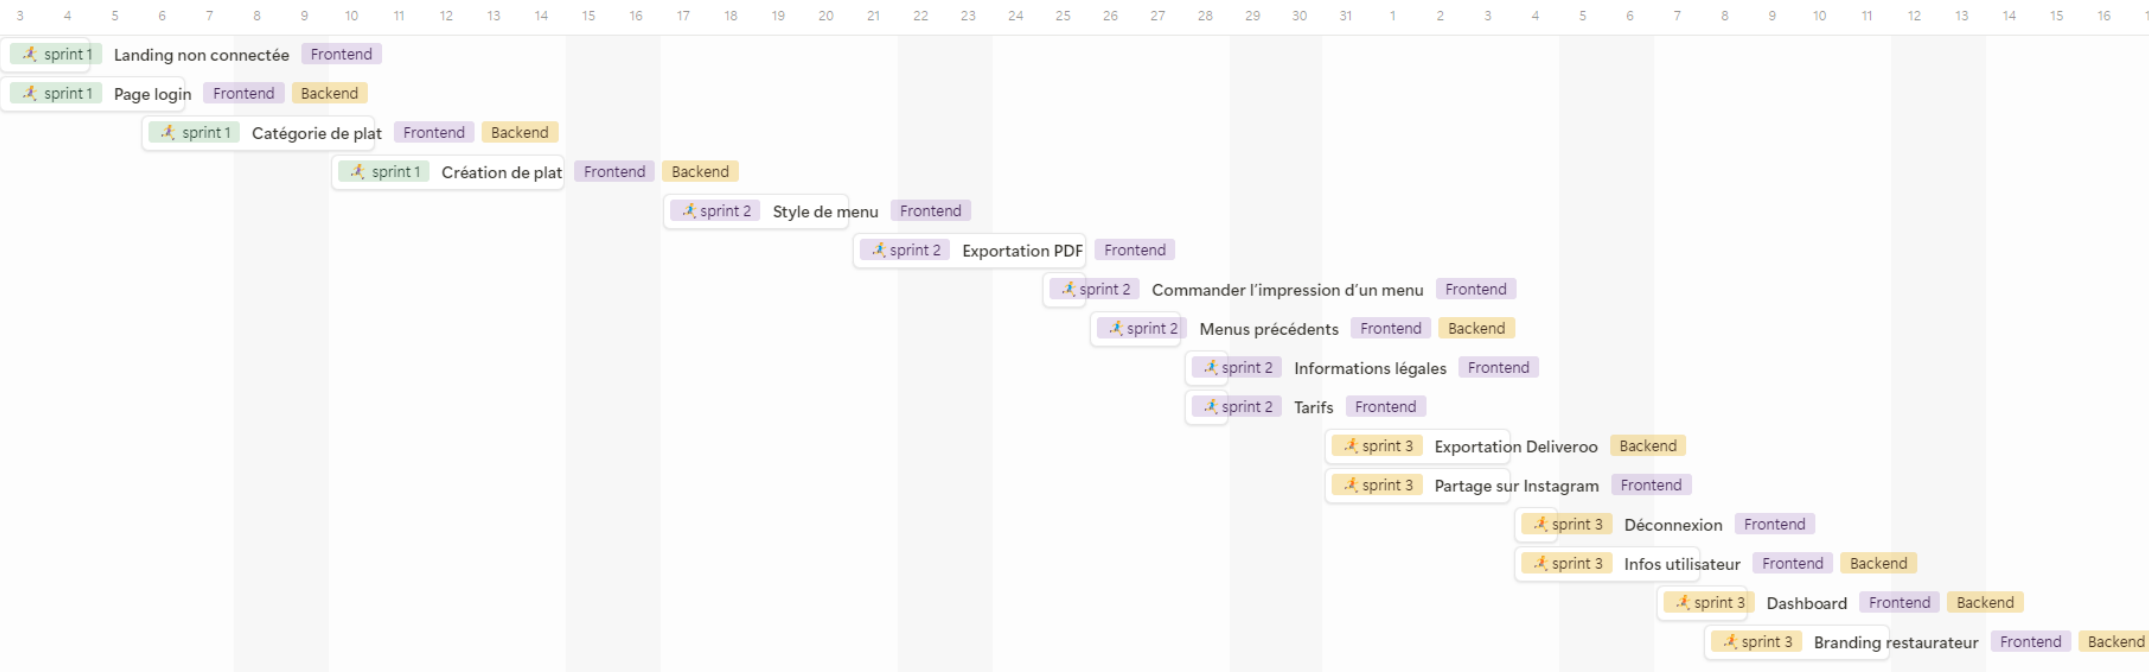 3 4 5 6 7 8 9 10 11 12 13 14 15 16 17 18 19 20 21 22 23 24 25 26 27 28 29 30 31 1 2 3 4 5 6 7 8 9 10 11 12 13 14 15 16 1
sprint 1 Landing non connectée Frontend
sprint 1 Page login Frontend Backend
sprint 1 Catégorie de plat Frontend Backend
sprint 1 Création de plat Frontend Backend
sprint 2 Style de menu Frontend
sprint 2 Exportation PDF Frontend
sprint 2 Commander l'impression d'un menu Frontend
sprint 2 Menus précédents Frontend Backend
sprint 2 Informations légales Frontend
sprint 2 Tarifs Frontend
sprint 3 Exportation Deliveroo Backend
sprint 3 Partage sur Instagram Frontend
sprint 3 Déconnexion Frontend
sprint 3 Infos utilisateur Frontend Backend
sprint 3 Dashboard Frontend Backend
sprint 3 Branding restaurateur Frontend Backend